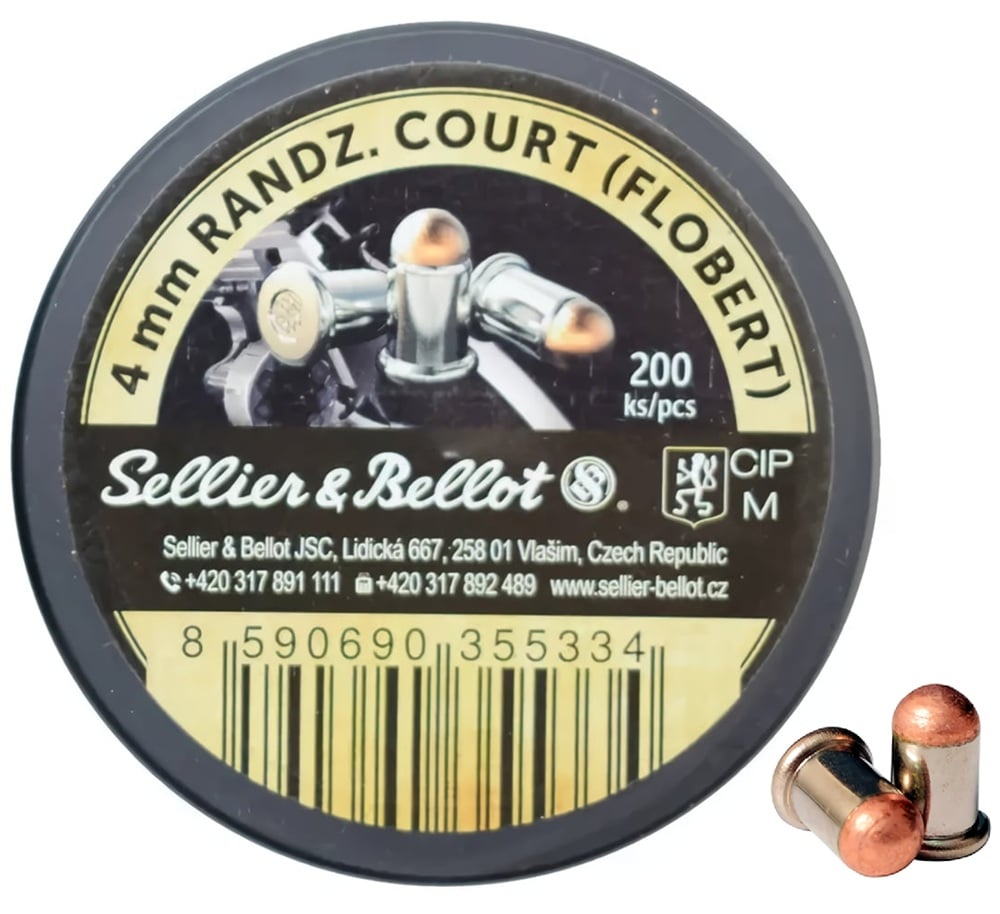 4 mm RANDZ. COURT (FLOBERT)
200
ks/pcs
Sellier & Bellot
CIP
M
Sellier & Bellot JSC, Lidická 667, 258 01 Vlašim, Czech Republic
+420 317 891 111 +420 317 892 489 www.sellier-bellot.cz
8 590690 355334